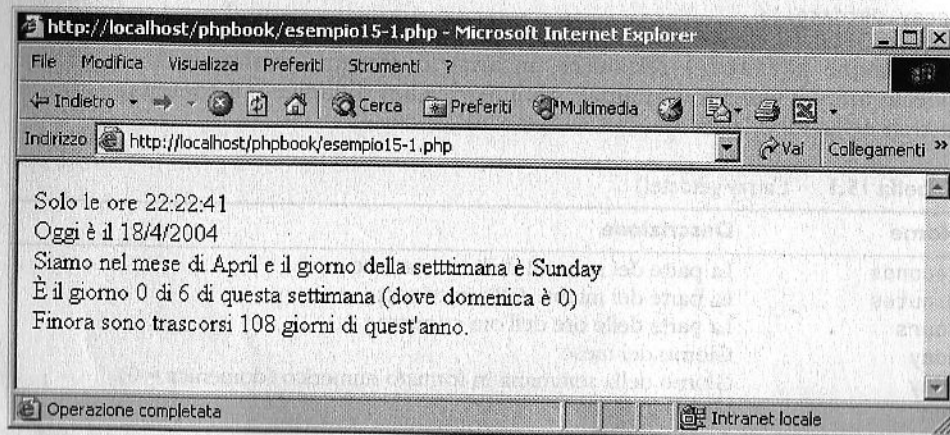 http://localhost/phpbook/esempio15-1.php - Microsoft Internet Explorer
File Modifica Visualizza Preferiti Strumenti ?
Indietro Cerca Preferiti Multimedia
Indirizzo http://localhost/phpbook/esempio15-1.php Vai Collegamenti »
Solo le ore 22:22:41
Oggi è il 18/4/2004
Siamo nel mese di April e il giorno della setttimana è Sunday
È il giorno 0 di 6 di questa settimana (dove domenica è 0)
Finora sono trascorsi 108 giorni di quest'anno.
Operazione completata Intranet locale